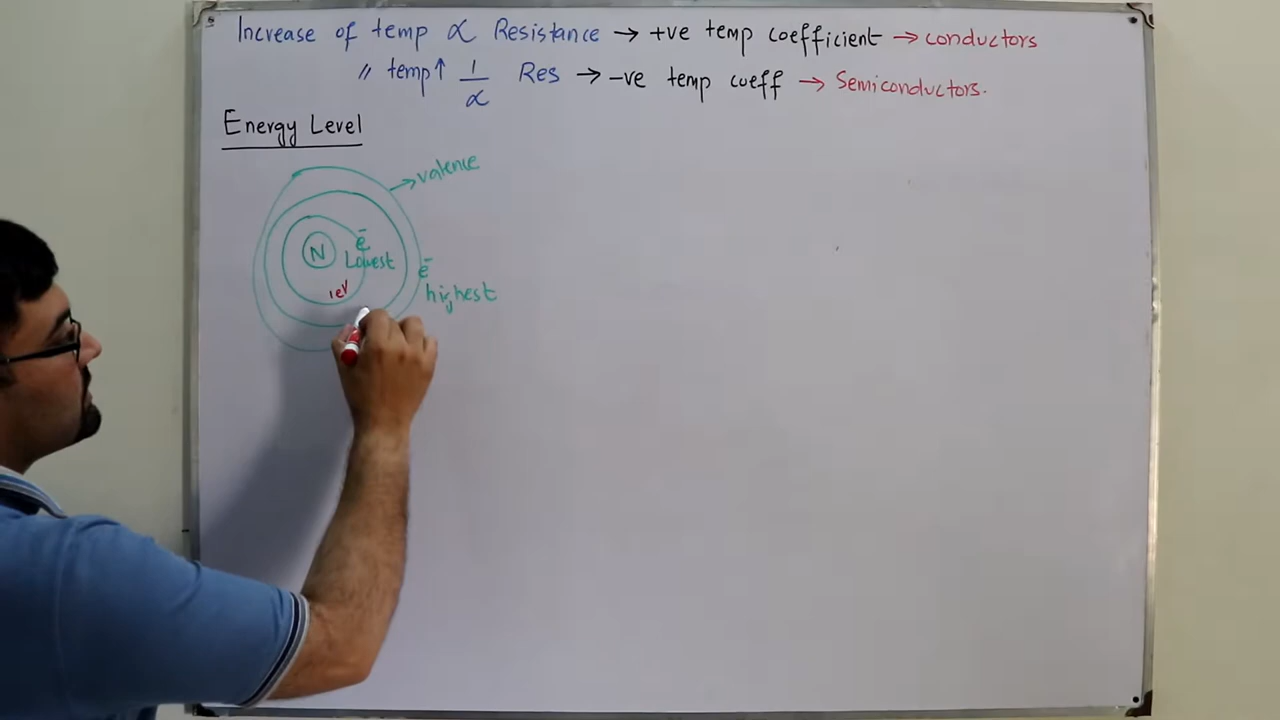 Increase of temp ∝ Resistance → +ve temp coefficient → conductors
〃 temp↑ 1/∝ Res → -ve temp coeff → Semiconductors.
Energy Level
valence
e⁻
N Lowest
e⁻
1eV
highest